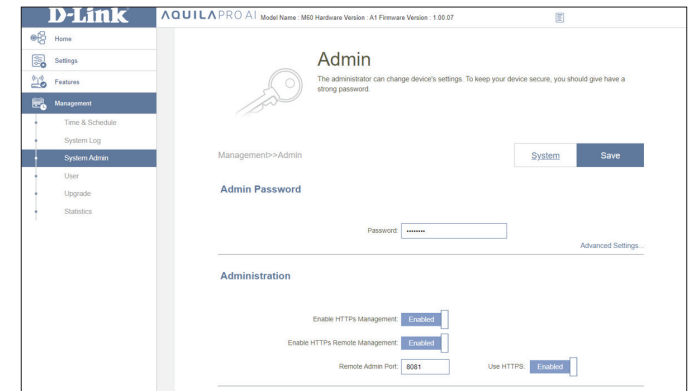 D-Link
AQUILA PRO AI Model Name : M60 Hardware Version : A1 Firmware Version : 1.00.07
Home
Settings
Features
Management
Time & Schedule
System Log
System Admin
User
Upgrade
Statistics
Admin
The administrator can change device's settings. To keep your device secure, you should give have a
strong password.
Management>>Admin
System
Save
Admin Password
Password: ••••••••
Advanced Settings...
Administration
Enable HTTPs Management: Enabled
Enable HTTPs Remote Management: Enabled
Remote Admin Port: 8081 Use HTTPS: Enabled